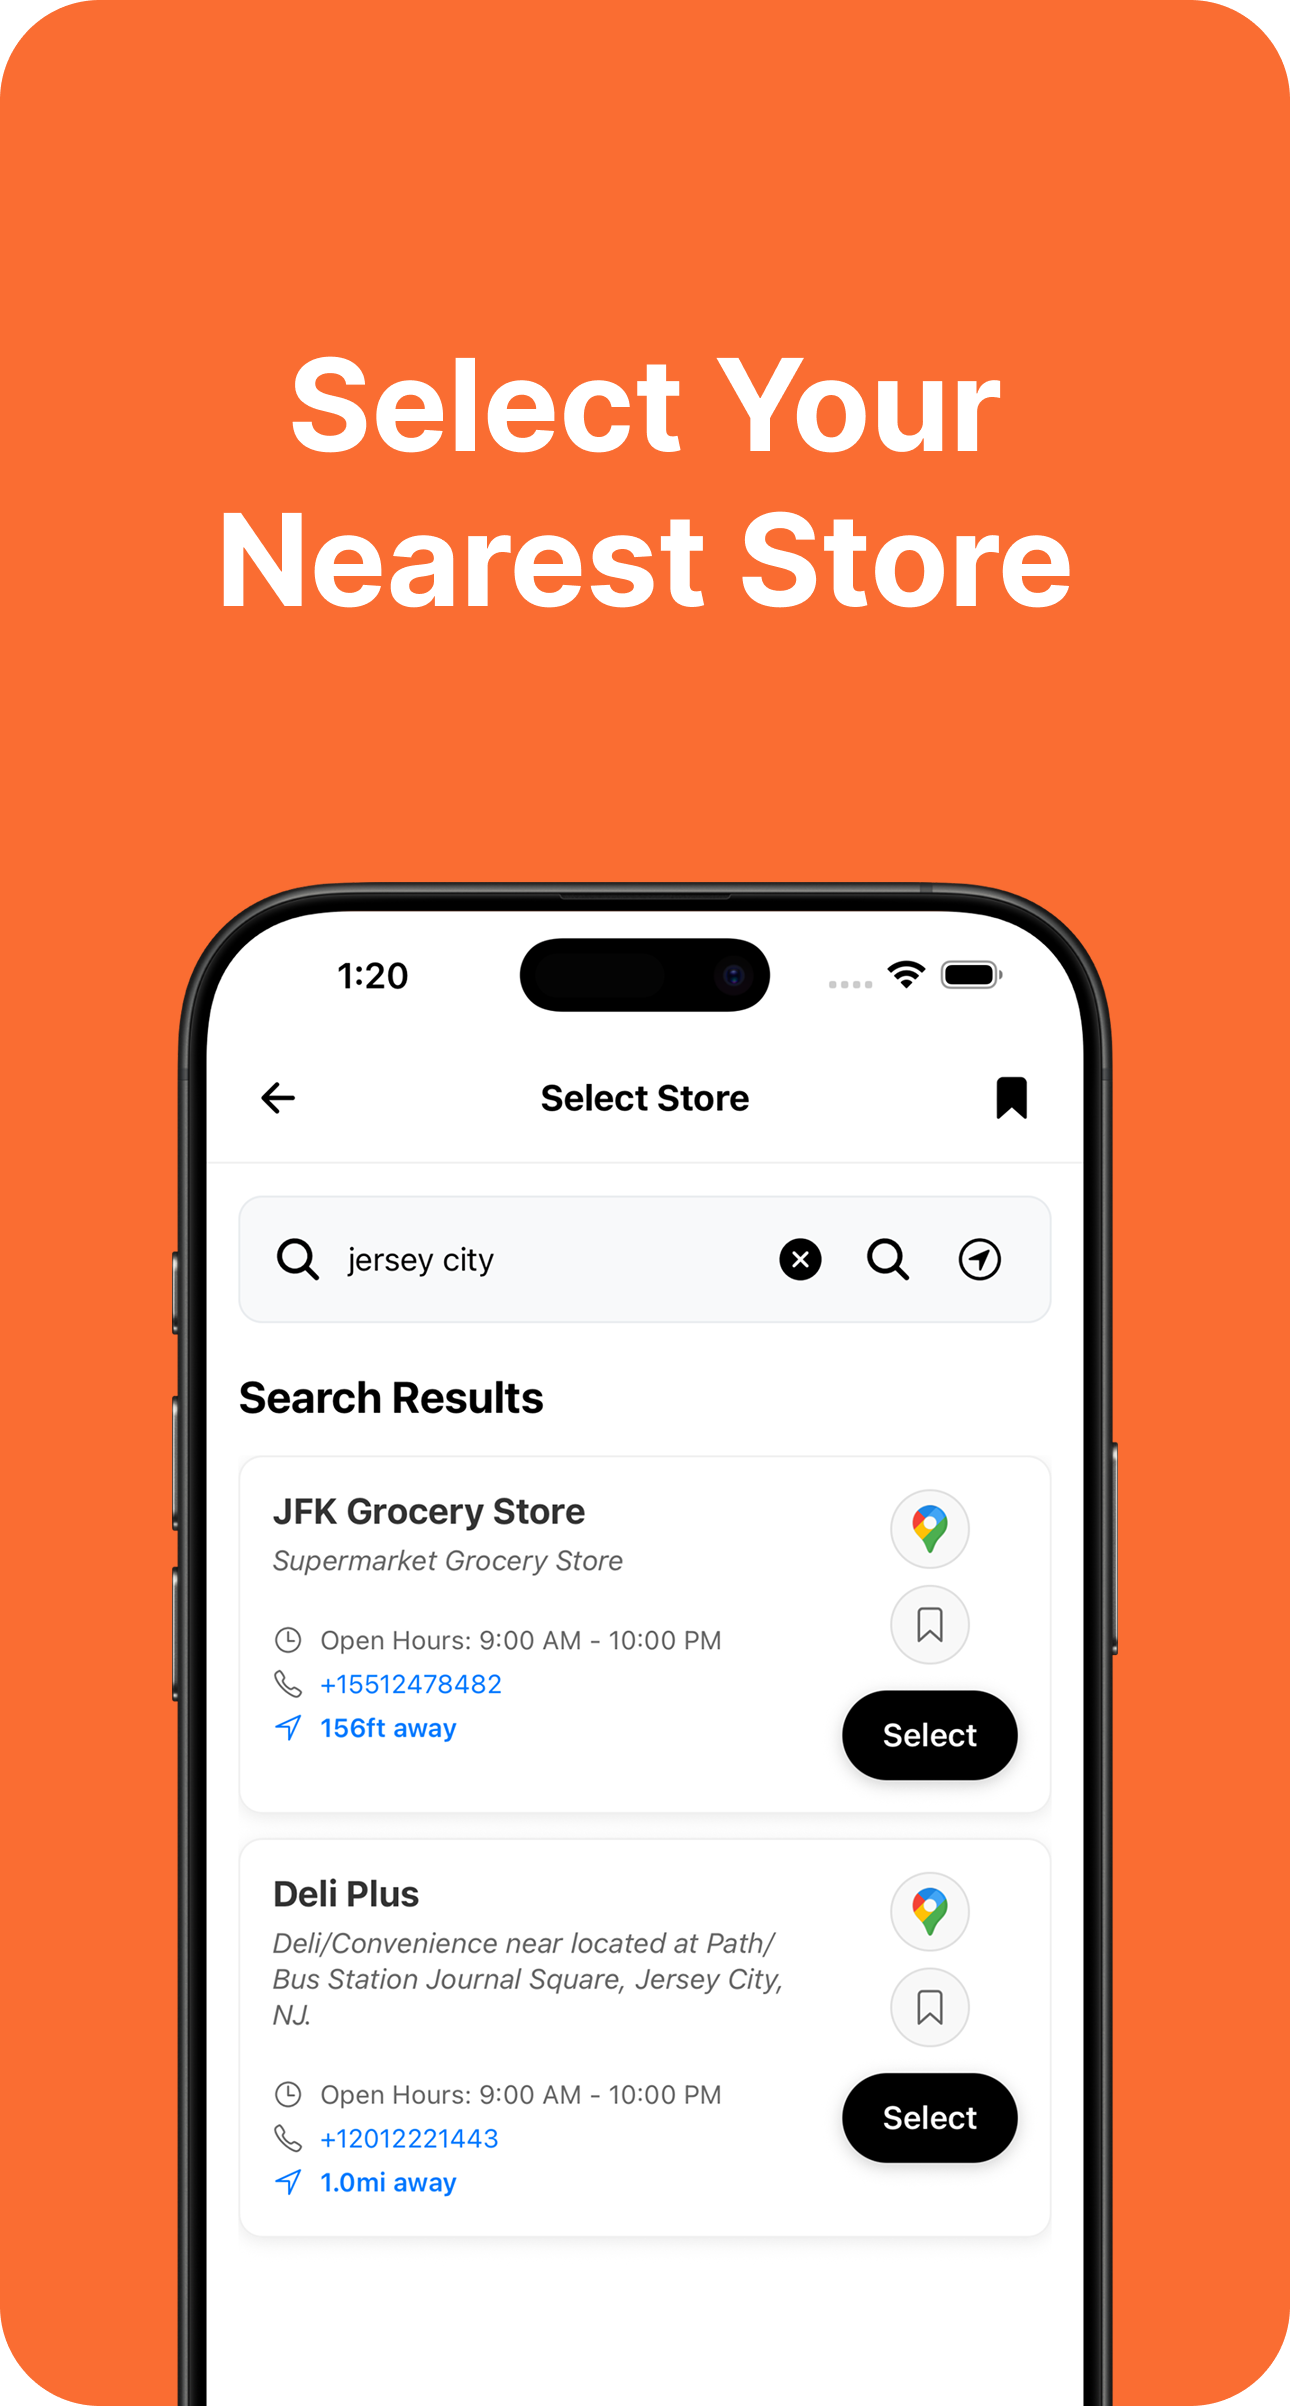 Select Your
Nearest Store
1:20
Select Store
jersey city
Search Results
JFK Grocery Store
Supermarket Grocery Store
Open Hours: 9:00 AM - 10:00 PM
+15512478482
156ft away
Select
Deli Plus
Deli/Convenience near located at Path/
Bus Station Journal Square, Jersey City,
NJ.
Open Hours: 9:00 AM - 10:00 PM
+12012221443
1.0mi away
Select